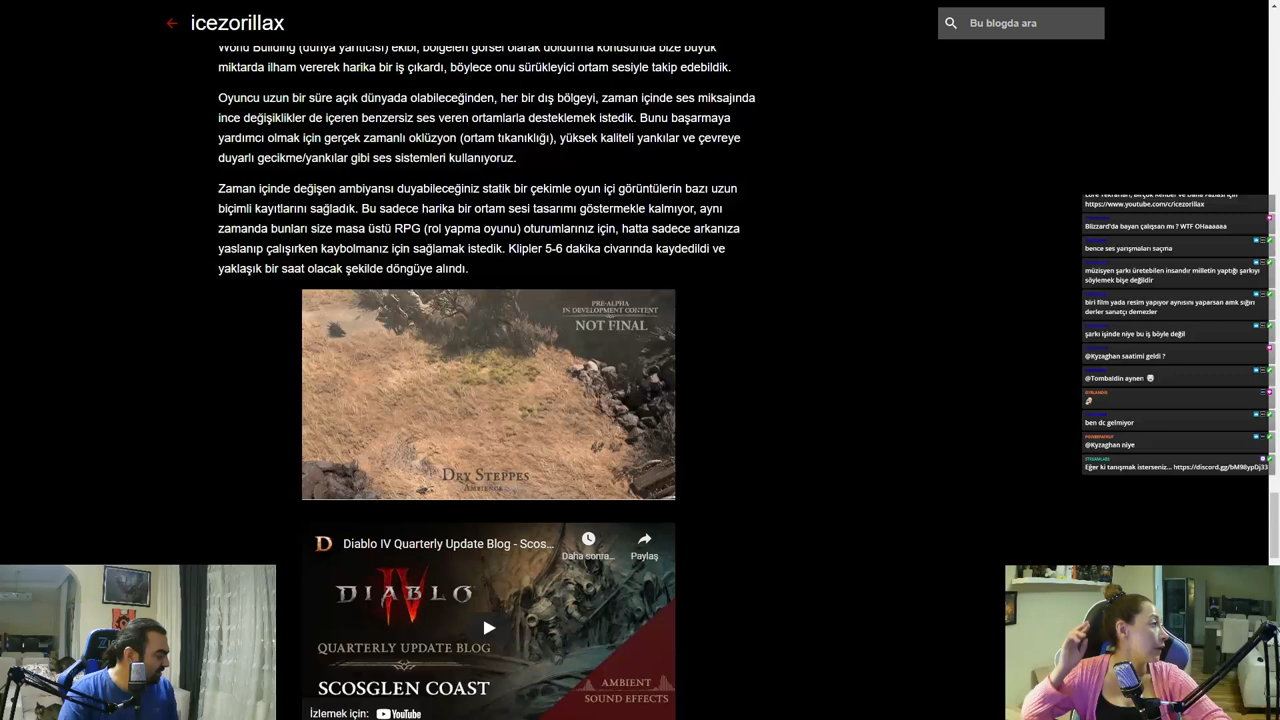 icezorillax
Bu blogda ara
World Building (dünya yaratıcısı) ekibi, bölgeleri görsel olarak doldurma konusunda bize büyük
miktarda ilham vererek harika bir iş çıkardı, böylece onu sürükleyici ortam sesiyle takip edebildik.
Oyuncu uzun bir süre açık dünyada olabileceğinden, her bir dış bölgeyi, zaman içinde ses miksajında
ince değişiklikler de içeren benzersiz ses veren ortamlarla desteklemek istedik. Bunu başarmaya
yardımcı olmak için gerçek zamanlı oklüzyon (ortam tıkanıklığı), yüksek kaliteli yankılar ve çevreye
duyarlı gecikme/yankılar gibi ses sistemleri kullanıyoruz.
Zaman içinde değişen ambiyansı duyabileceğiniz statik bir çekimle oyun içi görüntülerin bazı uzun
biçimli kayıtlarını sağladık. Bu sadece harika bir ortam sesi tasarımı göstermekle kalmıyor, aynı
zamanda bunları size masa üstü RPG (rol yapma oyunu) oturumlarınız için, hatta sadece arkanıza
yaslanıp çalışırken kaybolmanız için sağlamak istedik. Klipler 5-6 dakika civarında kaydedildi ve
yaklaşık bir saat olacak şekilde döngüye alındı.
PRE-ALPHA
IN DEVELOPMENT CONTENT
NOT FINAL
DRY STEPPES
AMBIENCE
Diablo IV Quarterly Update Blog - Scos...
Daha sonra...
Paylaş
DIABLO
IV
QUARTERLY UPDATE BLOG
SCOSGLEN COAST
AMBIENT
SOUND EFFECTS
İzlemek için: YouTube
https://www.youtube.com/c/icezorillax
Blizzard'da bayan çalışsan mı ? WTF OHaaaaaa
bence ses yarışmaları saçma
müzisyen şarkı üretebilen insandır milletin yaptığı şarkıyı
söylemek bişe değildir
biri film yada resim yapıyor aynısını yaparsan amk sığırı
derler sanatçı demezler
şarkı işinde niye bu iş böyle değil
@Kyzaghan saatimi geldi ?
@Tombaldin aynen
ben dc gelmiyor
@Kyzaghan niye
STREAMLABS
Eğer ki tanışmak isterseniz... https://discord.gg/bM98ypDj33